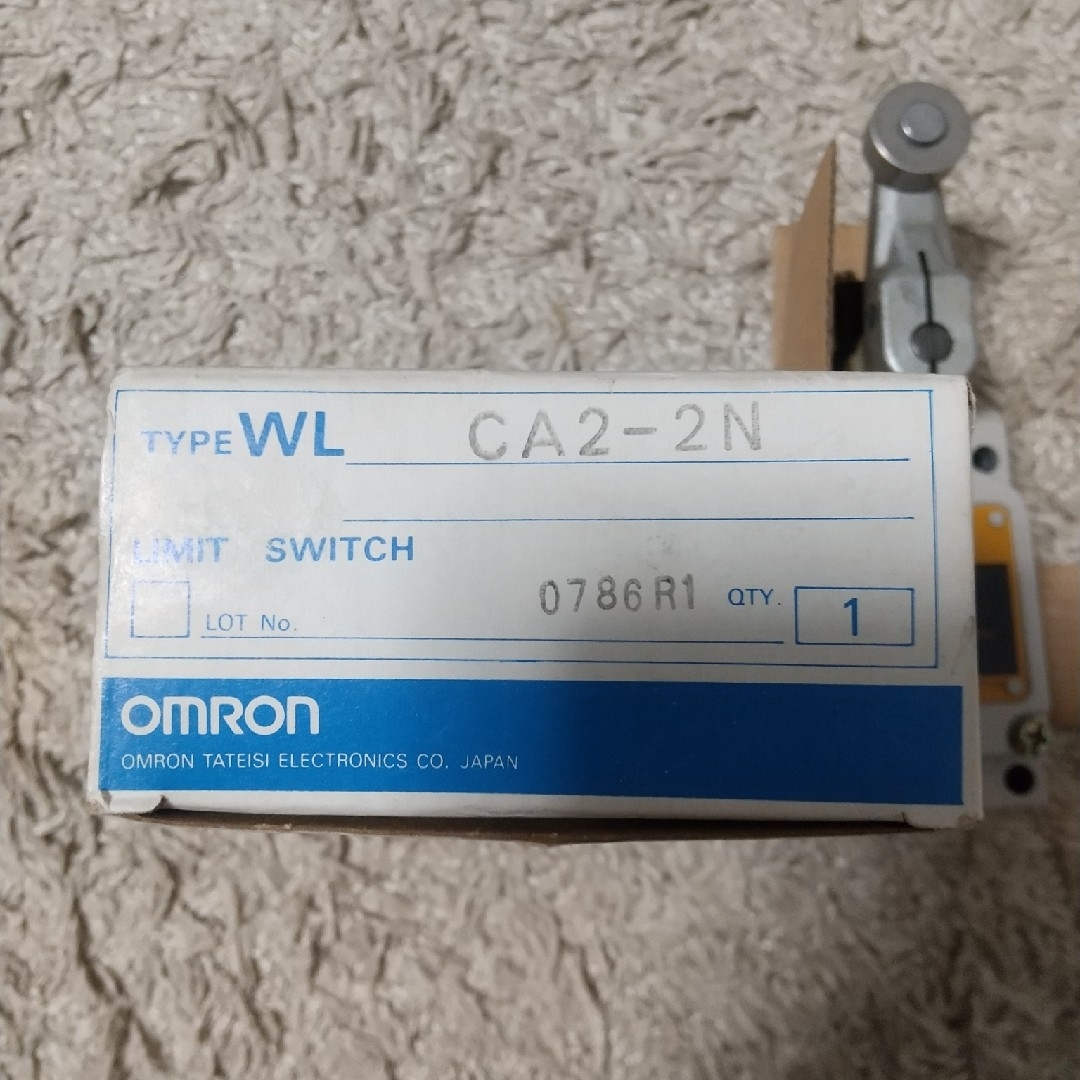 TYPE WL CA2-2N
LIMIT SWITCH
LOT No. 0786R1 QTY. 1
OMRON
OMRON TATEISI ELECTRONICS CO. JAPAN